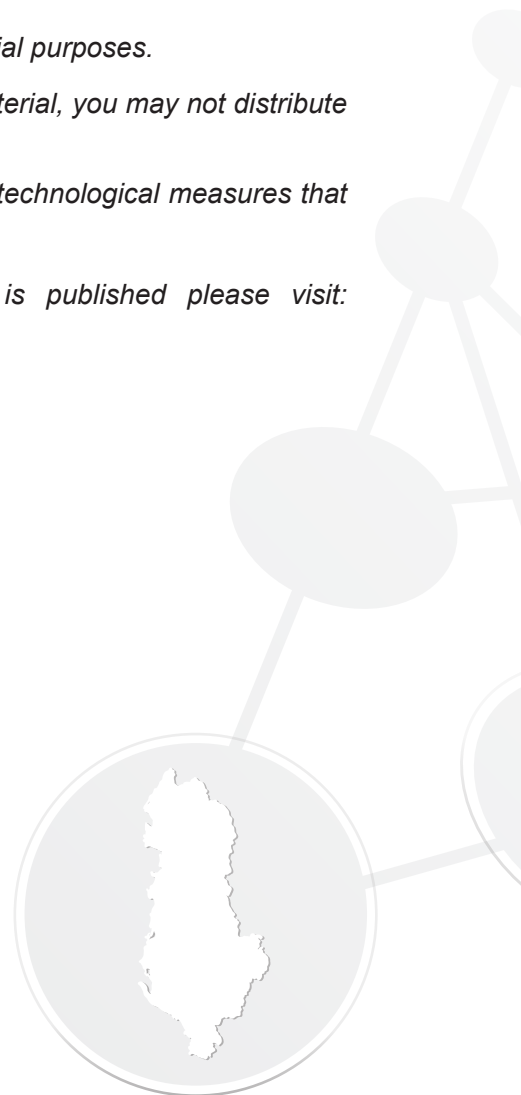 ial purposes.
terial, you may not distribute
technological measures that
is published please visit: